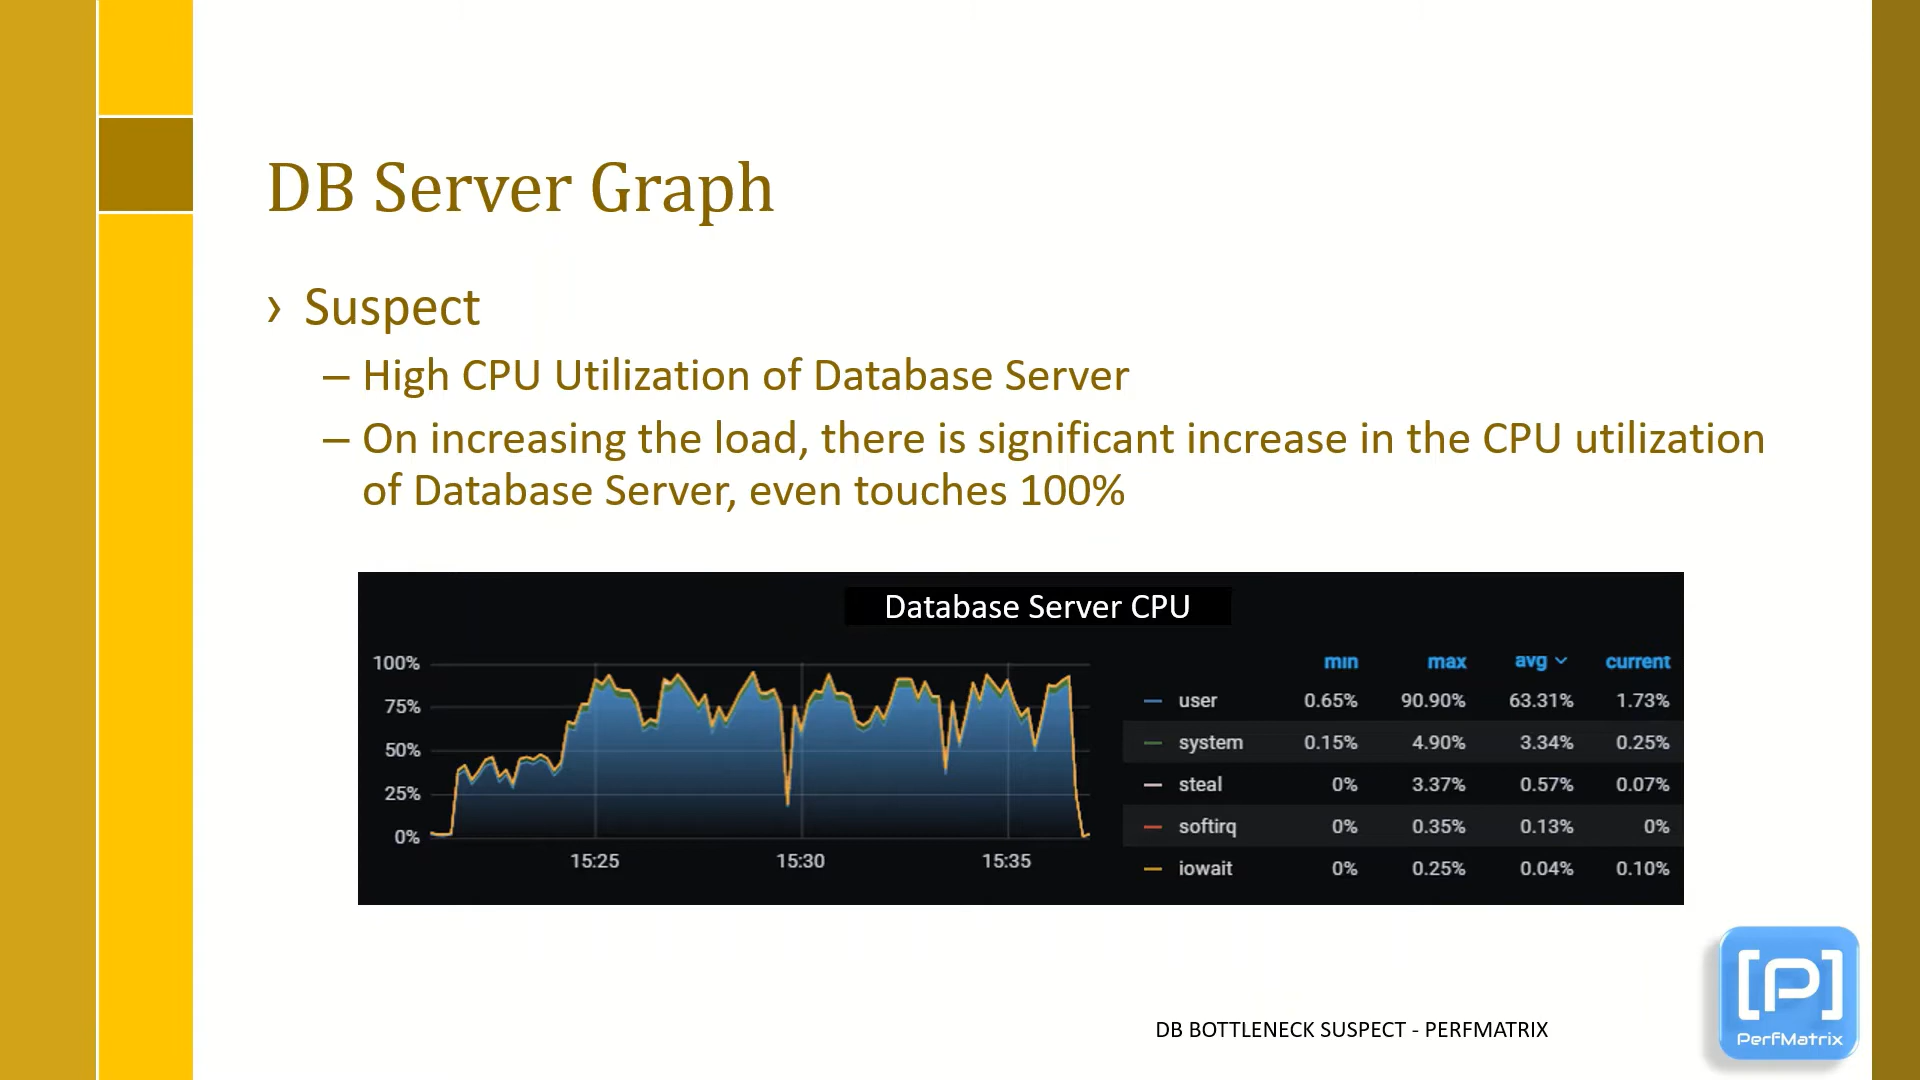 DB Server Graph
› Suspect
– High CPU Utilization of Database Server
– On increasing the load, there is significant increase in the CPU utilization
of Database Server, even touches 100%
Database Server CPU
100%
75%
50%
25%
0%
15:25 15:30 15:35
min max avg current
user 0.65% 90.90% 63.31% 1.73%
system 0.15% 4.90% 3.34% 0.25%
steal 0% 3.37% 0.57% 0.07%
softirq 0% 0.35% 0.13% 0%
iowait 0% 0.25% 0.04% 0.10%
DB BOTTLENECK SUSPECT - PERFMATRIX
[P]
PerfMatrix